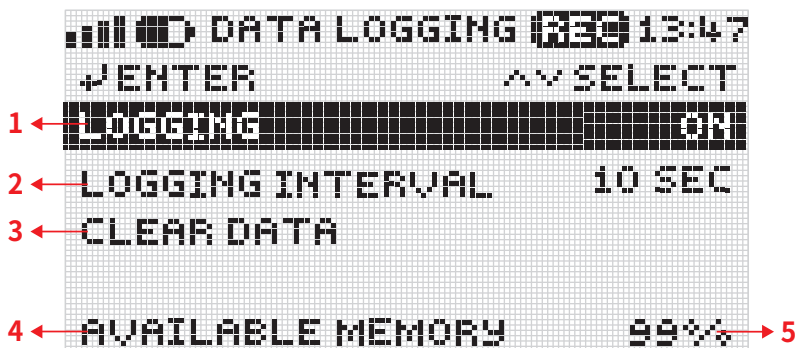 DATA LOGGING REC 13:47
ENTER SELECT
1 LOGGING ON
2 LOGGING INTERVAL 10 SEC
3 CLEAR DATA
4 AVAILABLE MEMORY 99% 5